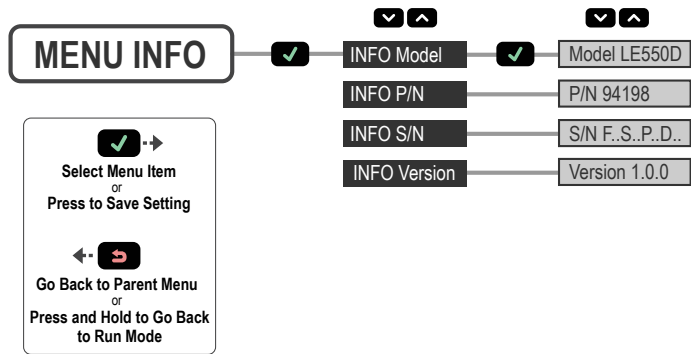 MENU INFO
INFO Model
Model LE550D
INFO P/N
P/N 94198
INFO S/N
S/N F..S..P..D..
INFO Version
Version 1.0.0
Select Menu Item
or
Press to Save Setting
Go Back to Parent Menu
or
Press and Hold to Go Back
to Run Mode